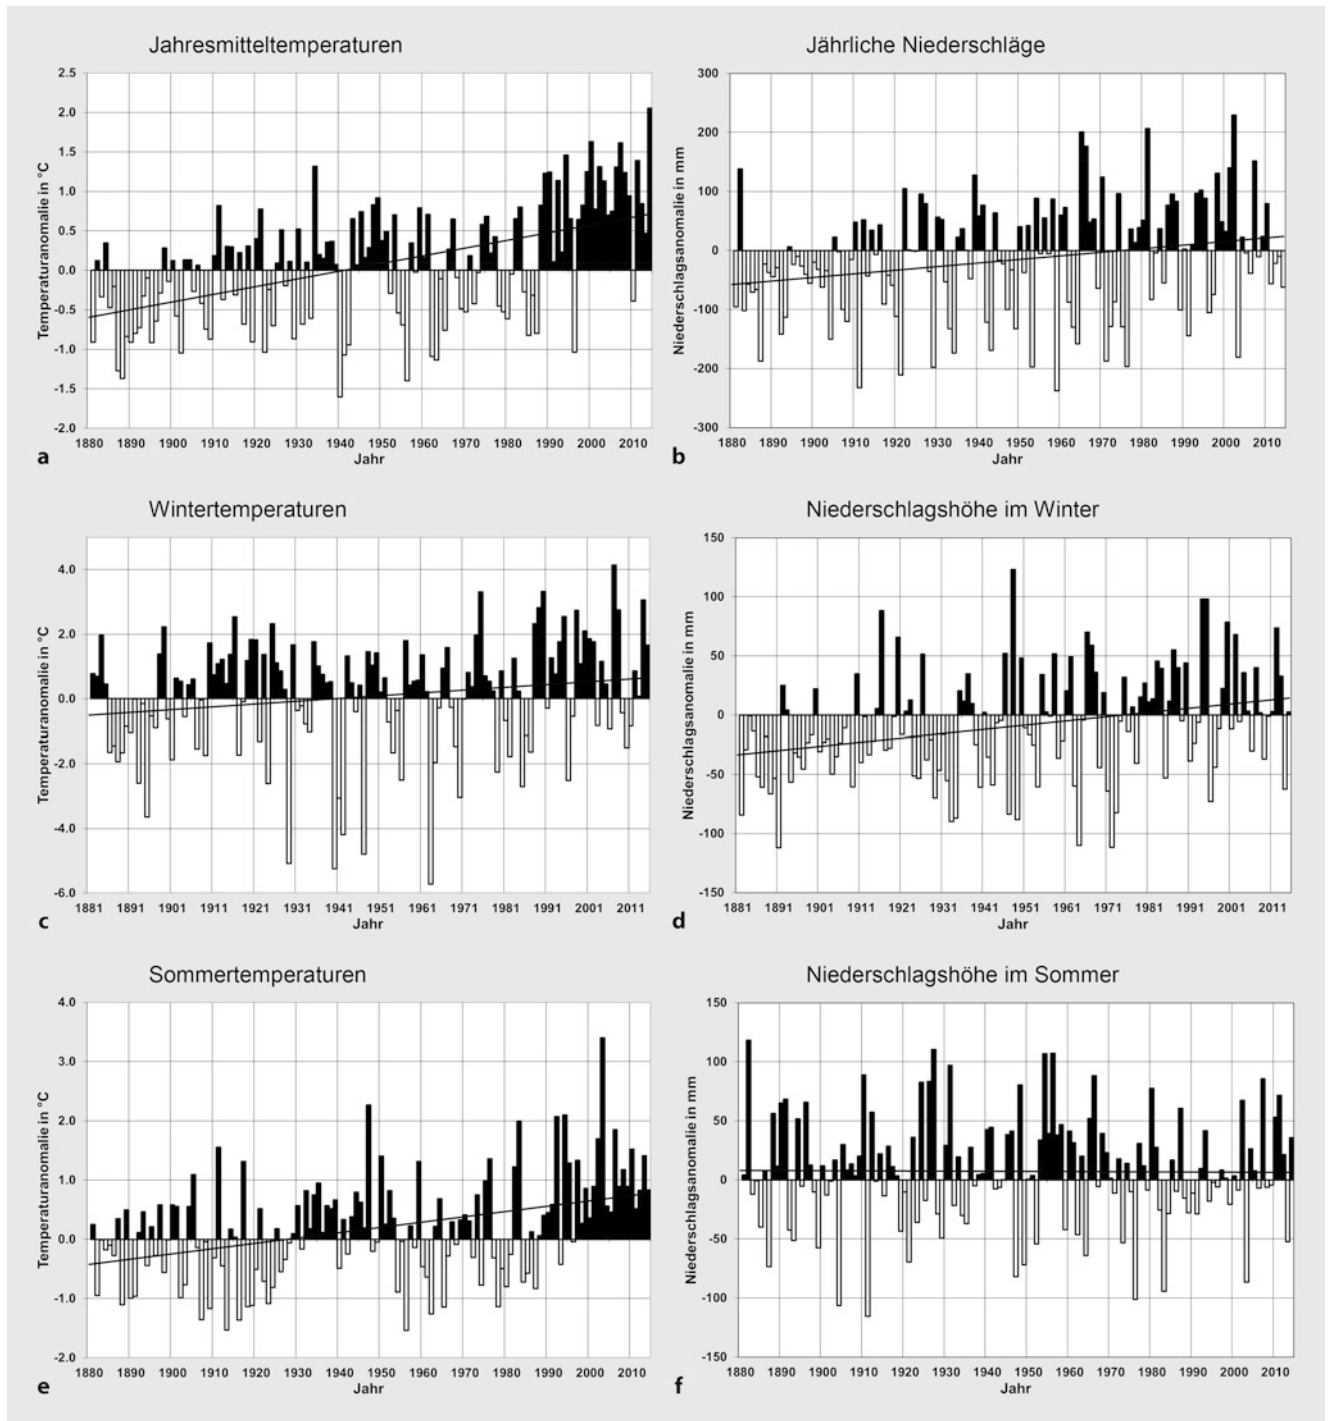 Jahresmitteltemperaturen
Temperaturanomalie in °C
2.5
2.0
1.5
1.0
0.5
0.0
-0.5
-1.0
-1.5
-2.0
1880 1890 1900 1910 1920 1930 1940 1950 1960 1970 1980 1990 2000 2010
Jahr
a
Jährliche Niederschläge
Niederschlagsanomalie in mm
300
200
100
0
-100
-200
-300
1880 1890 1900 1910 1920 1930 1940 1950 1960 1970 1980 1990 2000 2010
Jahr
b
Wintertemperaturen
Temperaturanomalie in °C
4.0
2.0
0.0
-2.0
-4.0
-6.0
1881 1891 1901 1911 1921 1931 1941 1951 1961 1971 1981 1991 2001 2011
Jahr
c
Niederschlagshöhe im Winter
Niederschlagsanomalie in mm
150
100
50
0
-50
-100
-150
1881 1891 1901 1911 1921 1931 1941 1951 1961 1971 1981 1991 2001 2011
Jahr
d
Sommertemperaturen
Temperaturanomalie in °C
4.0
3.0
2.0
1.0
0.0
-1.0
-2.0
1880 1890 1900 1910 1920 1930 1940 1950 1960 1970 1980 1990 2000 2010
Jahr
e
Niederschlagshöhe im Sommer
Niederschlagsanomalie in mm
150
100
50
0
-50
-100
-150
1880 1890 1900 1910 1920 1930 1940 1950 1960 1970 1980 1990 2000 2010
Jahr
f